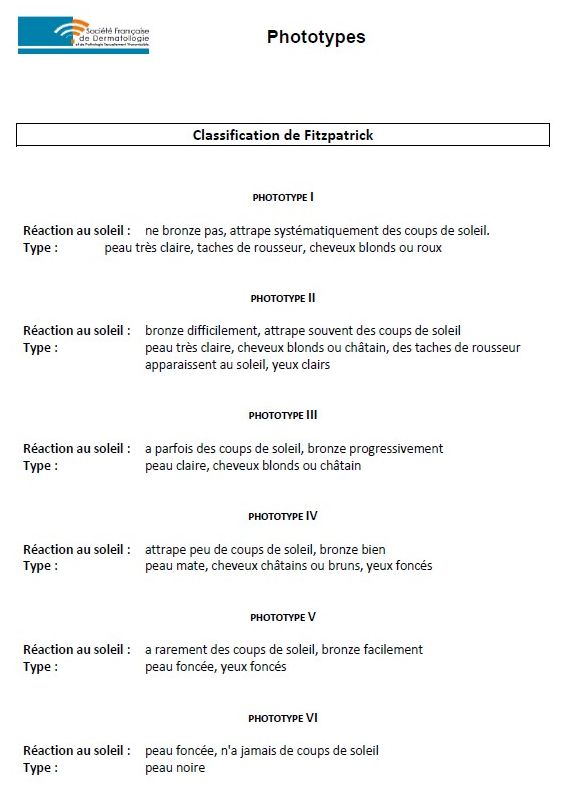 Société Française
de Dermatologie
et de Pathologie Sexuellement Transmissible
Phototypes
Classification de Fitzpatrick
PHOTOTYPE I
Réaction au soleil : ne bronze pas, attrape systématiquement des coups de soleil.
Type : peau très claire, taches de rousseur, cheveux blonds ou roux
PHOTOTYPE II
Réaction au soleil : bronze difficilement, attrape souvent des coups de soleil
Type : peau très claire, cheveux blonds ou châtain, des taches de rousseur
apparaissent au soleil, yeux clairs
PHOTOTYPE III
Réaction au soleil : a parfois des coups de soleil, bronze progressivement
Type : peau claire, cheveux blonds ou châtain
PHOTOTYPE IV
Réaction au soleil : attrape peu de coups de soleil, bronze bien
Type : peau mate, cheveux châtains ou bruns, yeux foncés
PHOTOTYPE V
Réaction au soleil : a rarement des coups de soleil, bronze facilement
Type : peau foncée, yeux foncés
PHOTOTYPE VI
Réaction au soleil : peau foncée, n'a jamais de coups de soleil
Type : peau noire